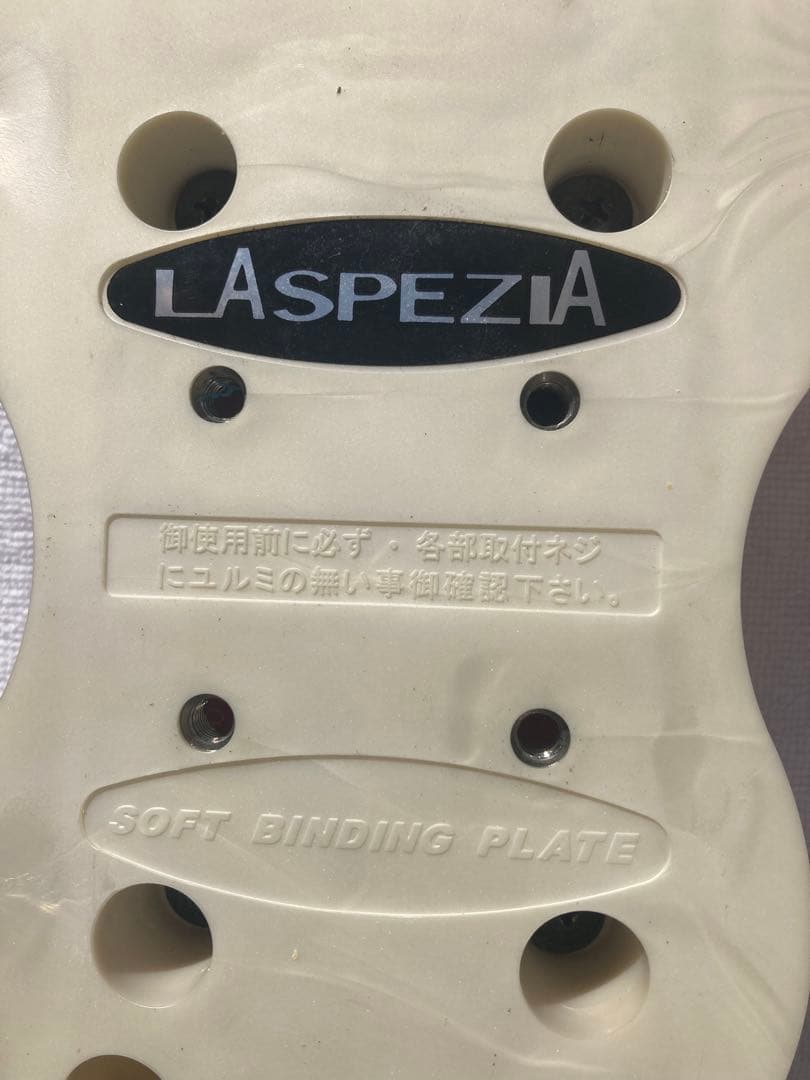 LASPEZIA
御使用前に必ず・各部取付ネジ
にユルミの無い事御確認下さい。
SOFT BINDING PLATE